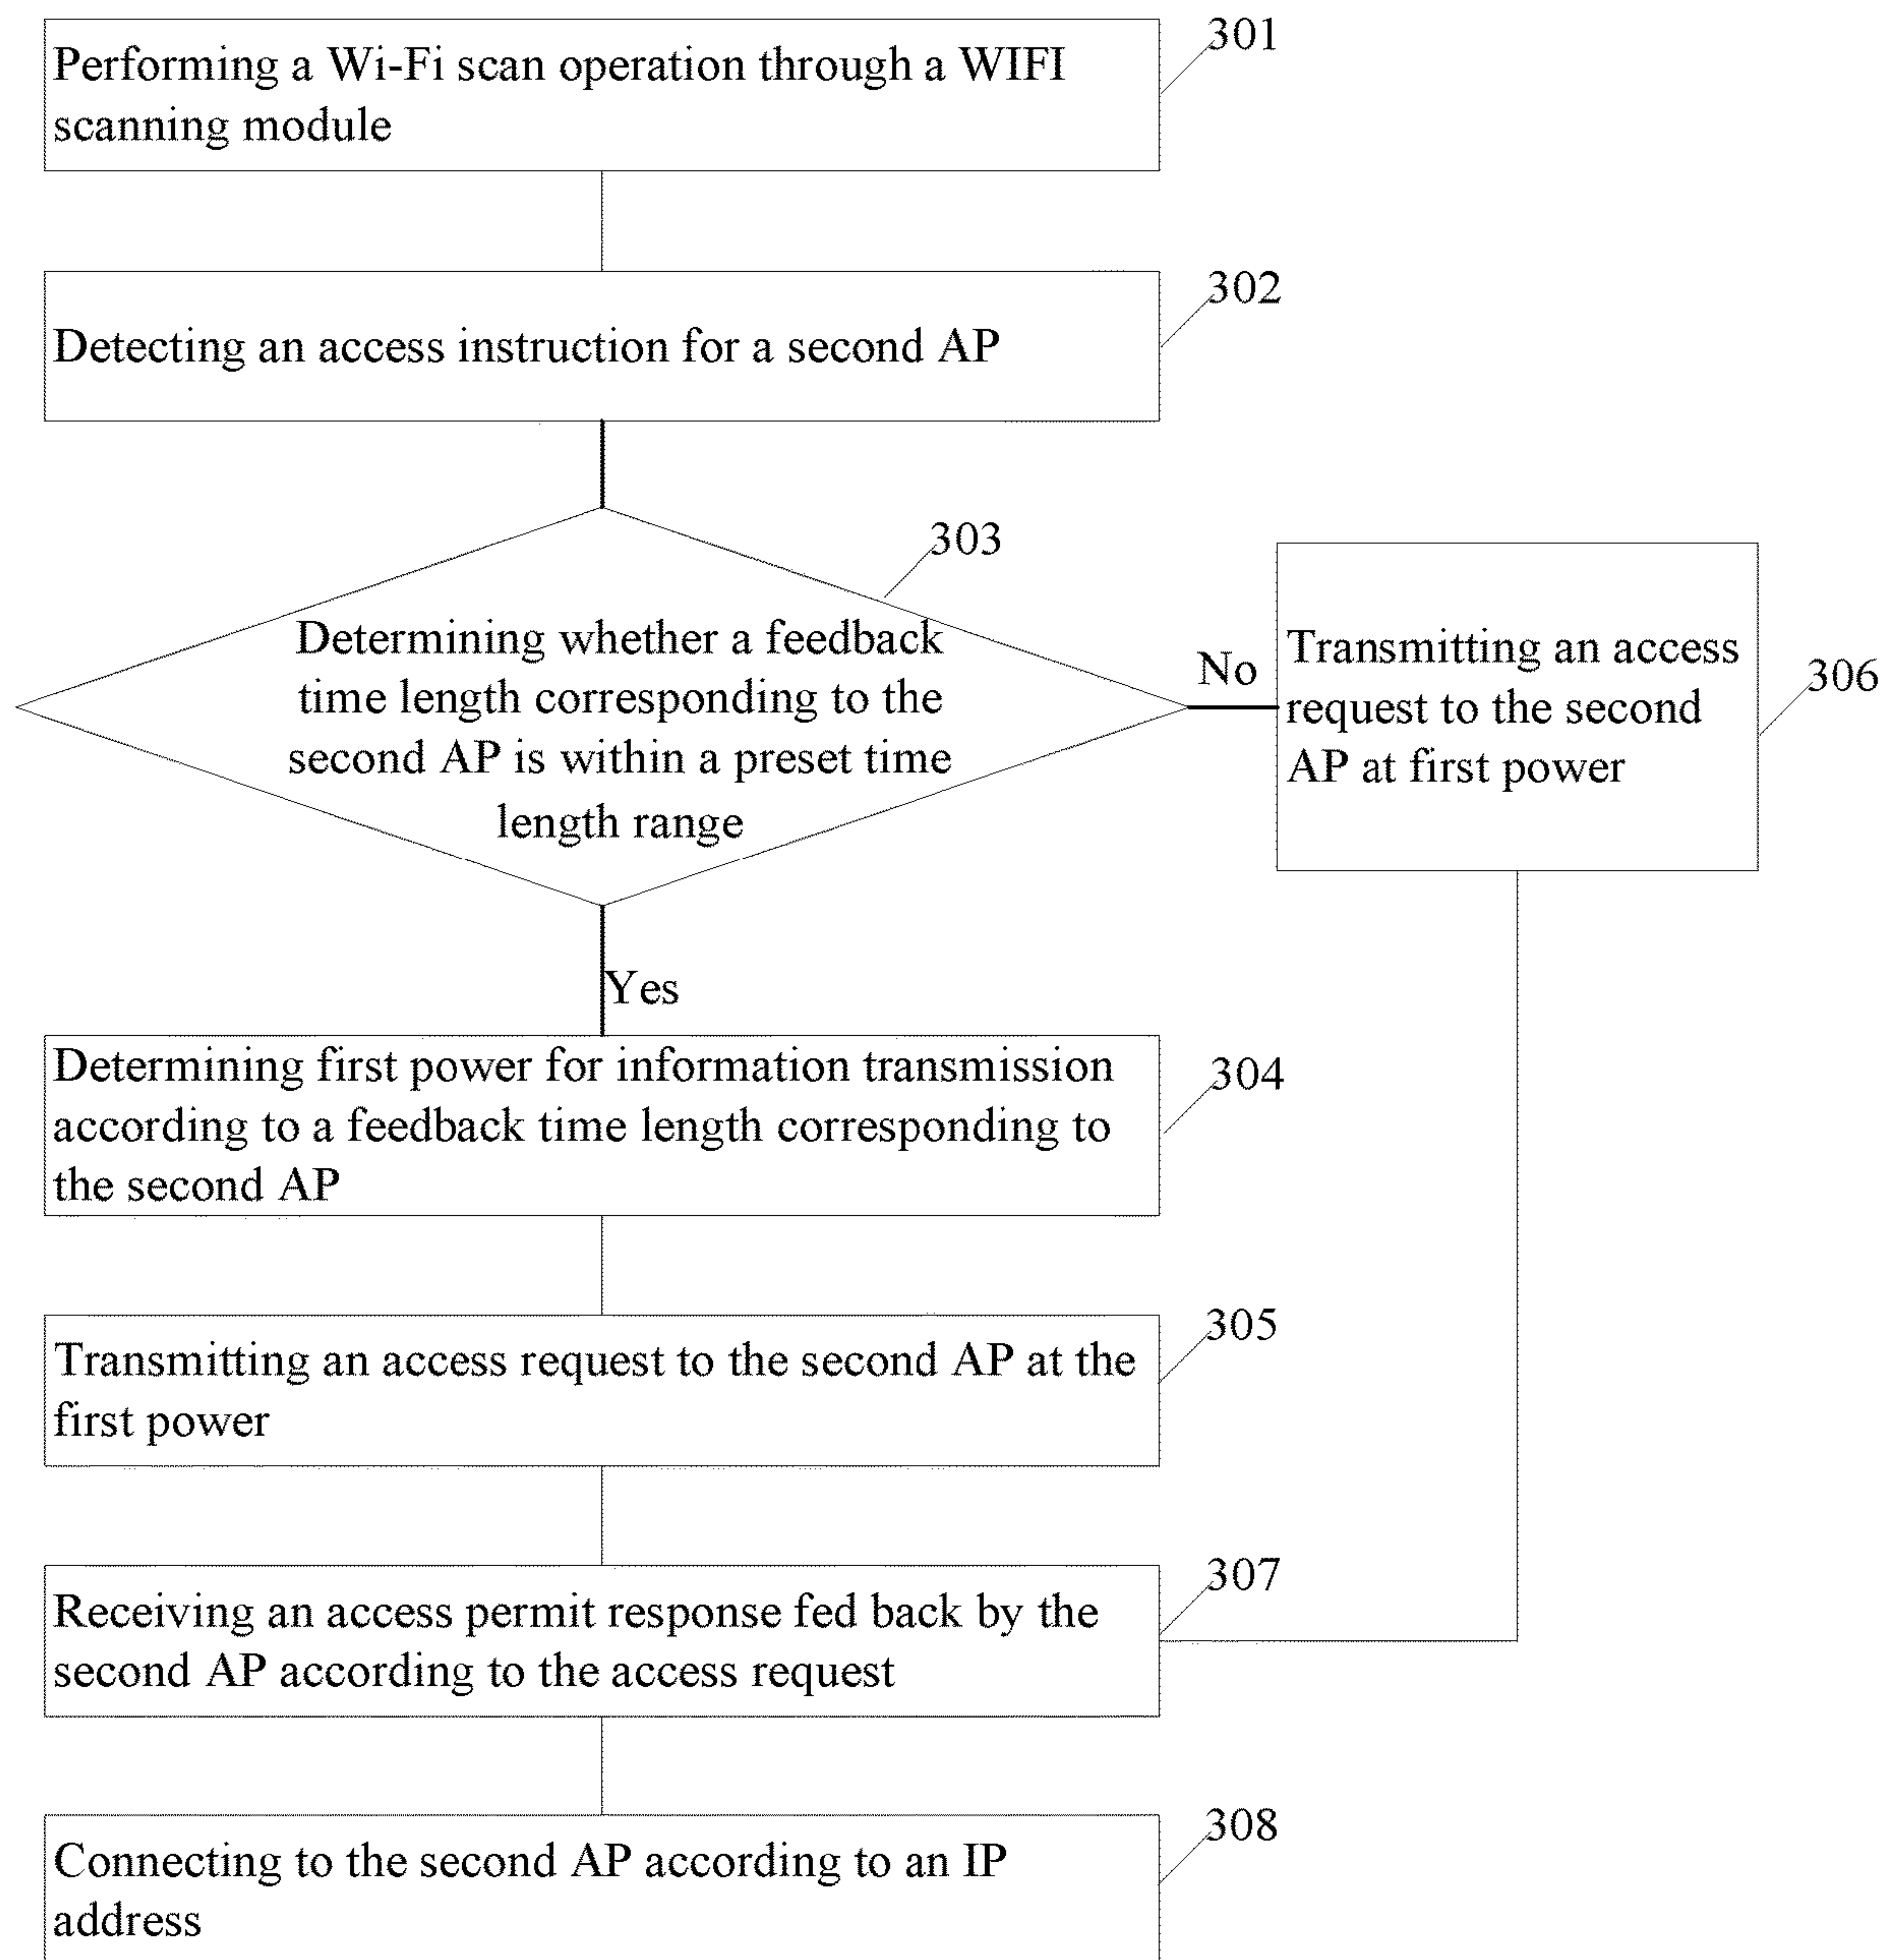 301
Performing a Wi-Fi scan operation through a WIFI
scanning module
302
Detecting an access instruction for a second AP
303
Determining whether a feedback
time length corresponding to the
second AP is within a preset time
length range
No
Transmitting an access
request to the second
AP at first power
306
Yes
Determining first power for information transmission
according to a feedback time length corresponding to
the second AP
304
Transmitting an access request to the second AP at the
first power
305
Receiving an access permit response fed back by the
second AP according to the access request
307
Connecting to the second AP according to an IP
address
308